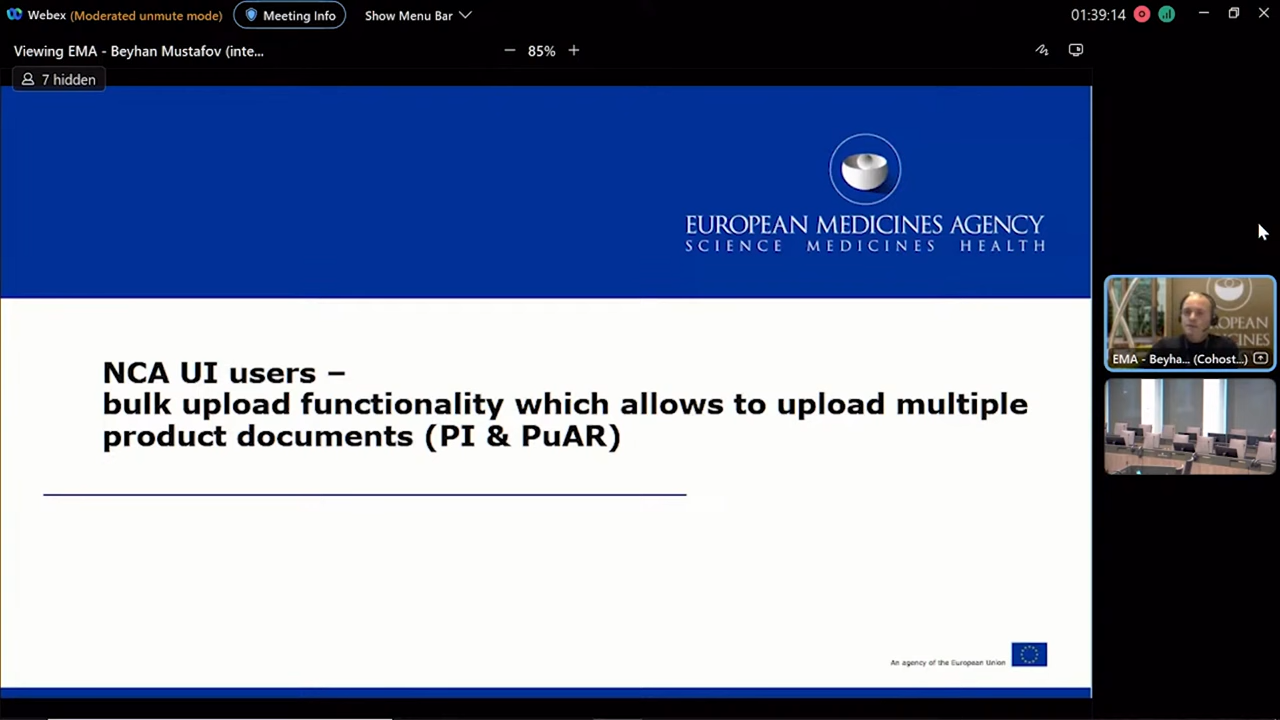 Webex (Moderated unmute mode) Meeting Info Show Menu Bar 01:39:14
Viewing EMA - Beyhan Mustafov (inte... 85%
7 hidden
EUROPEAN MEDICINES AGENCY
SCIENCE MEDICINES HEALTH
NCA UI users –
bulk upload functionality which allows to upload multiple
product documents (PI & PuAR)
EMA - Beyha... (Cohost...)
An agency of the European Union